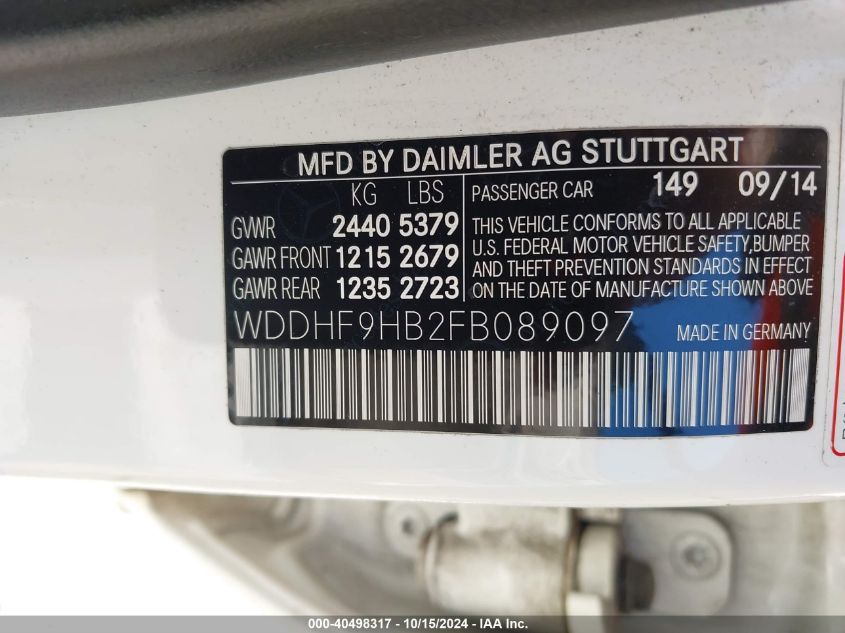 MFD BY DAIMLER AG STUTTGART
KG LBS
GVWR 2440 5379
GAWR FRONT 1215 2679
GAWR REAR 1235 2723
PASSENGER CAR 149 09/14
THIS VEHICLE CONFORMS TO ALL APPLICABLE
U.S. FEDERAL MOTOR VEHICLE SAFETY,BUMPER
AND THEFT PREVENTION STANDARDS IN EFFECT
ON THE DATE OF MANUFACTURE SHOWN ABOVE
WDDHF9HB2FB089097 MADE IN GERMANY
000-40498317 - 10/15/2024 - IAA Inc.